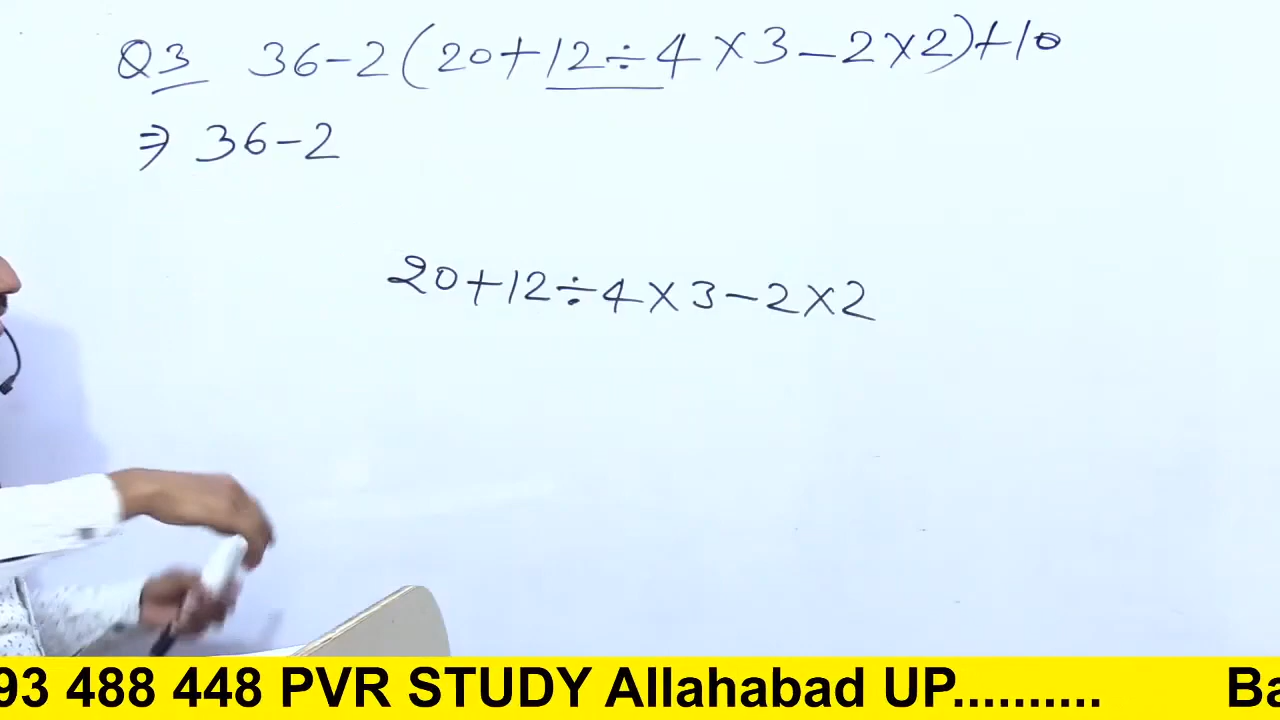 Q3 36-2(20+12÷4×3-2×2)+10
⇒ 36-2
20+12÷4×3-2×2
93 488 448 PVR STUDY Allahabad UP.......... Ba